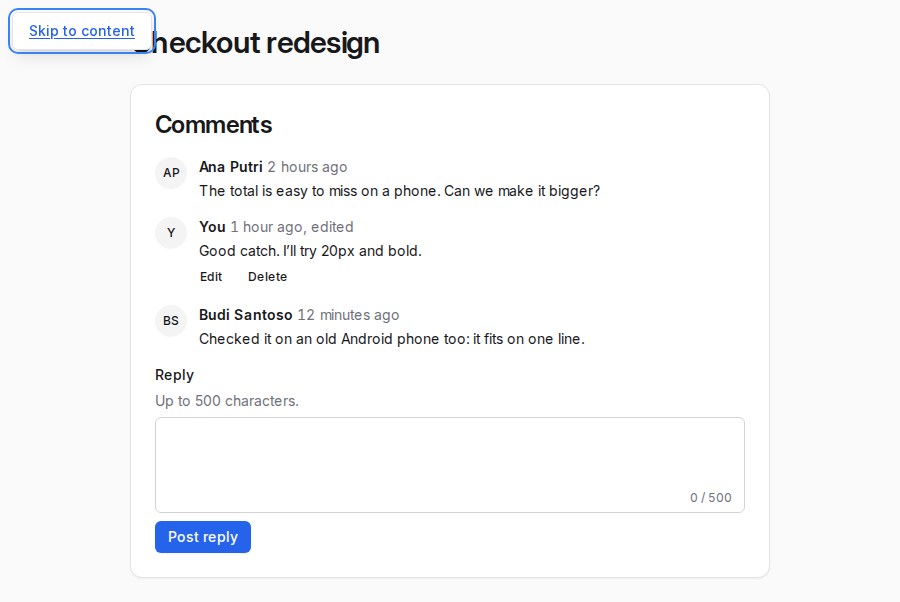 Skip to content
Checkout redesign
Comments
AP
Ana Putri 2 hours ago
The total is easy to miss on a phone. Can we make it bigger?
Y
You 1 hour ago, edited
Good catch. I’ll try 20px and bold.
Edit Delete
BS
Budi Santoso 12 minutes ago
Checked it on an old Android phone too: it fits on one line.
Reply
Up to 500 characters.
0 / 500
Post reply